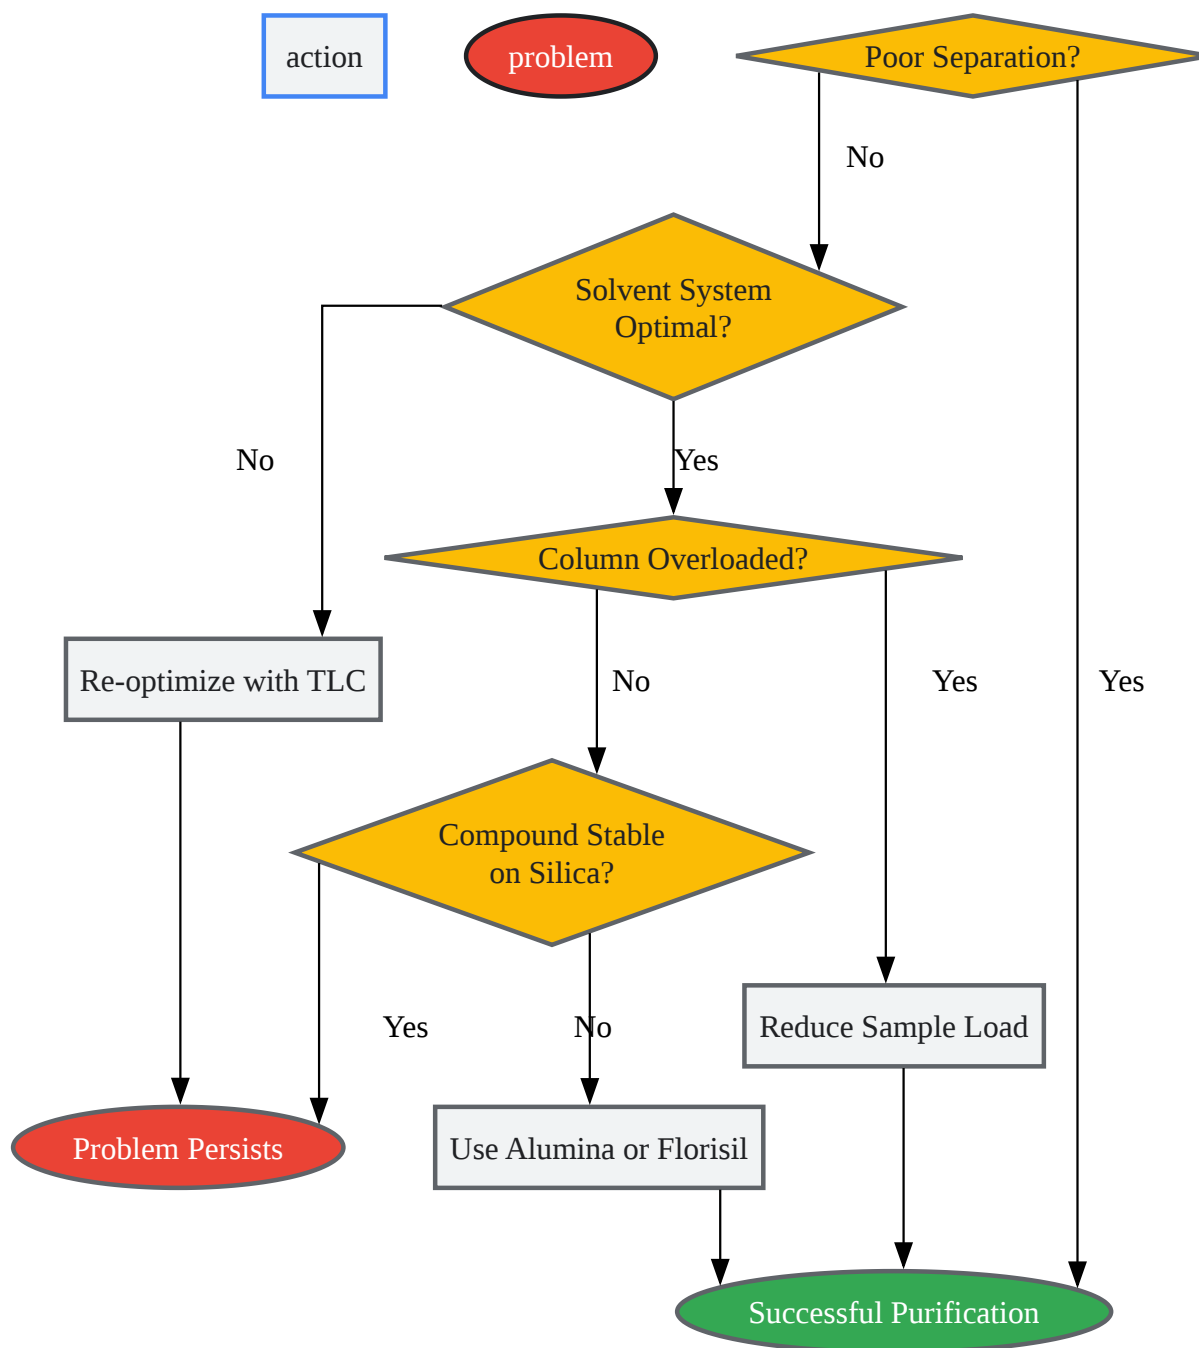 action
problem
Poor Separation?
No
Solvent System
Optimal?
No
Yes
Column Overloaded?
Re-optimize with TLC
No
Yes
Yes
Compound Stable
on Silica?
Yes
No
Reduce Sample Load
Problem Persists
Use Alumina or Florisil
Successful Purification